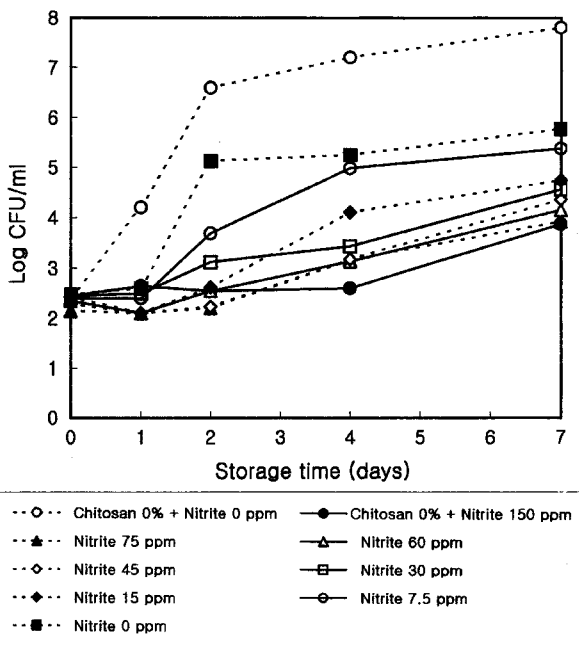 8
7
6
5
4
3
2
1
0
Log CFU/ml
0 1 2 3 4 5 6 7
Storage time (days)
Chitosan 0% + Nitrite 0 ppm
Chitosan 0% + Nitrite 150 ppm
Nitrite 75 ppm
Nitrite 60 ppm
Nitrite 45 ppm
Nitrite 30 ppm
Nitrite 15 ppm
Nitrite 7.5 ppm
Nitrite 0 ppm